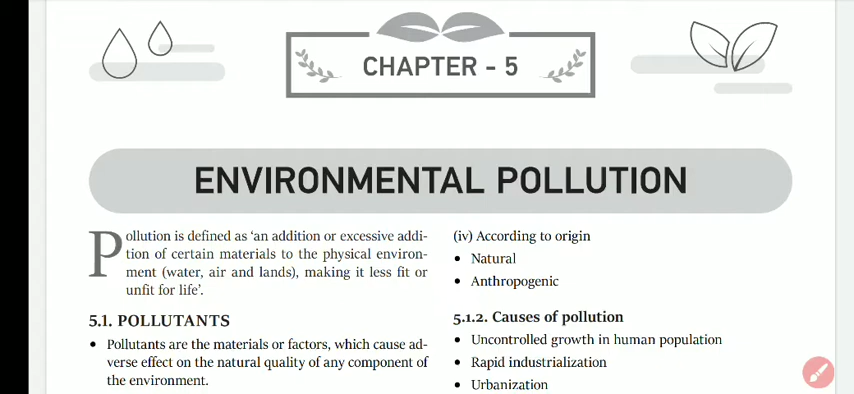 CHAPTER - 5
ENVIRONMENTAL POLLUTION
Pollution is defined as ‘an addition or excessive addi-
tion of certain materials to the physical environ-
ment (water, air and lands), making it less fit or
unfit for life’.
5.1. POLLUTANTS
• Pollutants are the materials or factors, which cause ad-
verse effect on the natural quality of any component of
the environment.
(iv) According to origin
• Natural
• Anthropogenic
5.1.2. Causes of pollution
• Uncontrolled growth in human population
• Rapid industrialization
• Urbanization